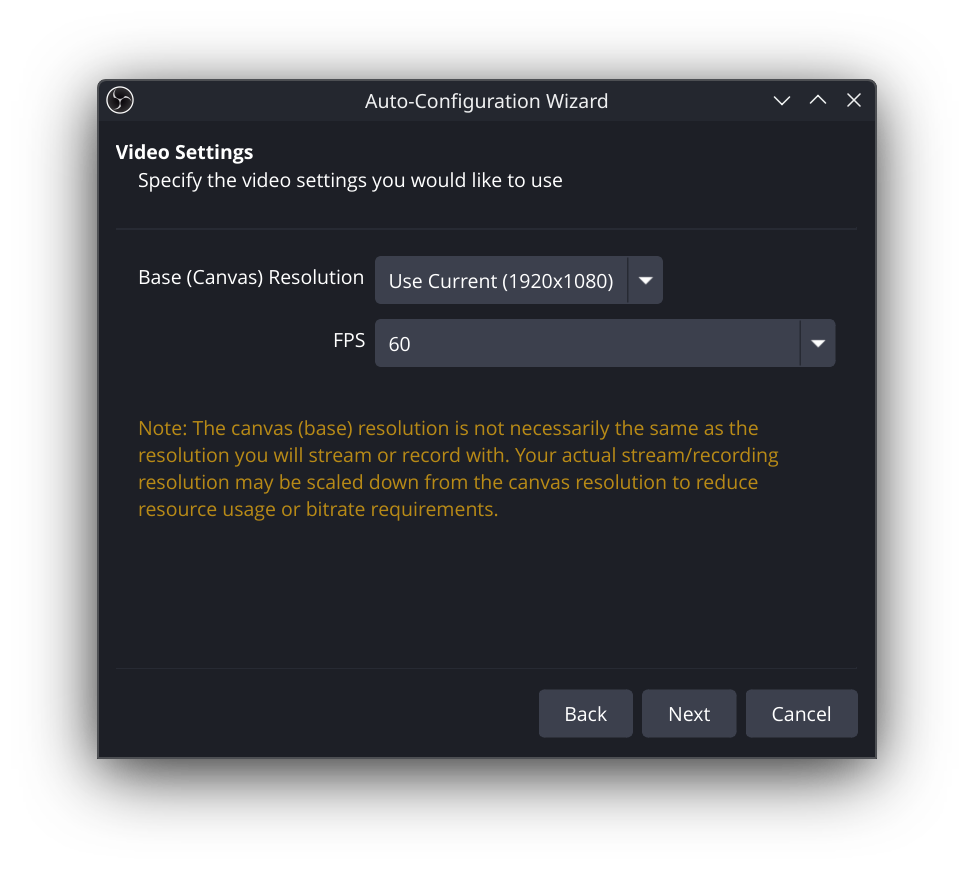 Auto-Configuration Wizard
Video Settings
Specify the video settings you would like to use
Base (Canvas) Resolution
Use Current (1920x1080)
FPS
60
Note: The canvas (base) resolution is not necessarily the same as the
resolution you will stream or record with. Your actual stream/recording
resolution may be scaled down from the canvas resolution to reduce
resource usage or bitrate requirements.
Back
Next
Cancel